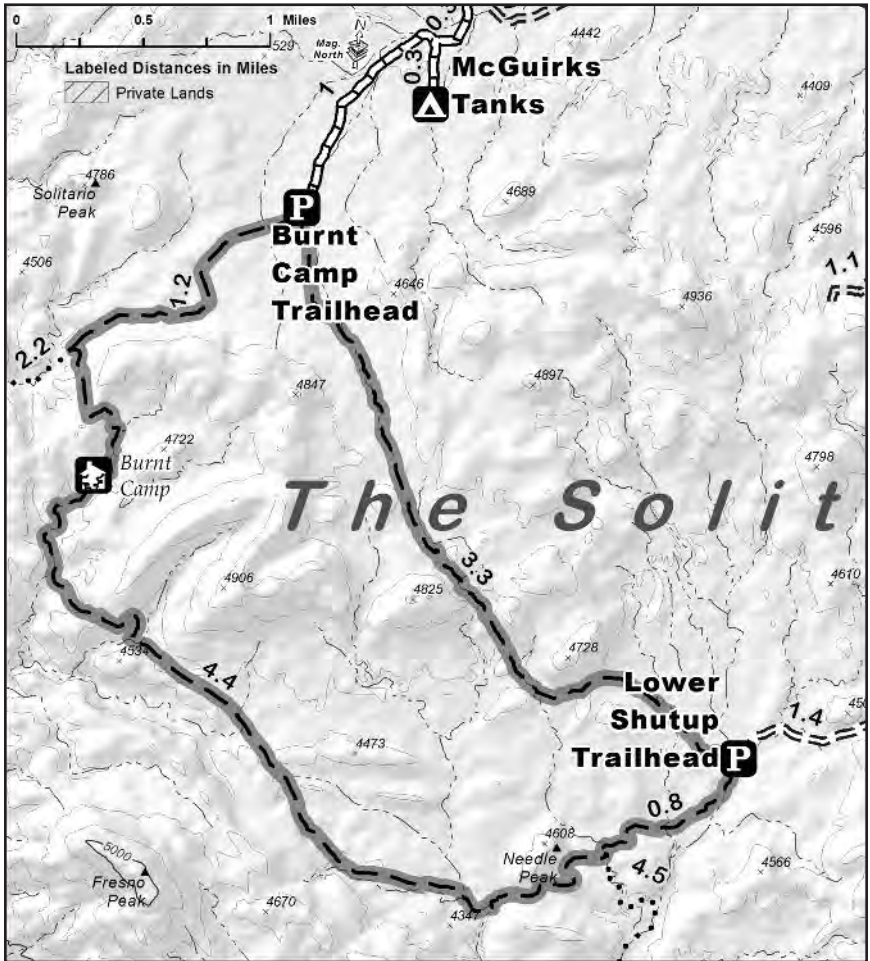 0 0.5 1 Miles
529
Mag.
North
N
Labeled Distances in Miles
Private Lands
0.3
1
4442
McGuirks
Tanks
4409
4786
Solitario
Peak
P
4689
4506
Burnt
Camp
Trailhead
4596
1.2
4646
4936
1.1
2.2
4847
4897
4722
Burnt
Camp
4798
The Solit
4906
4825
3.3
4610
4534
4.4
4728
Lower
Shutup
Trailhead
P
1.4
4473
0.8
4608
Needle
Peak
4.5
4566
5000
Fresno
Peak
4670
4347